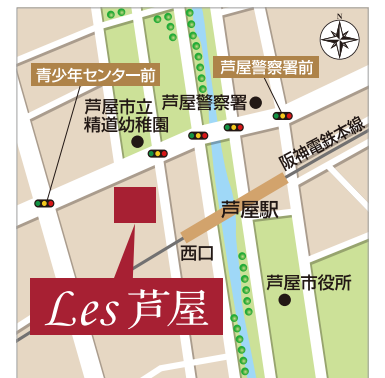 N
青少年センター前
芦屋警察署前
芦屋市立
精道幼稚園
芦屋警察署
阪神電鉄本線
芦屋駅
西口
芦屋市役所
Les 芦屋